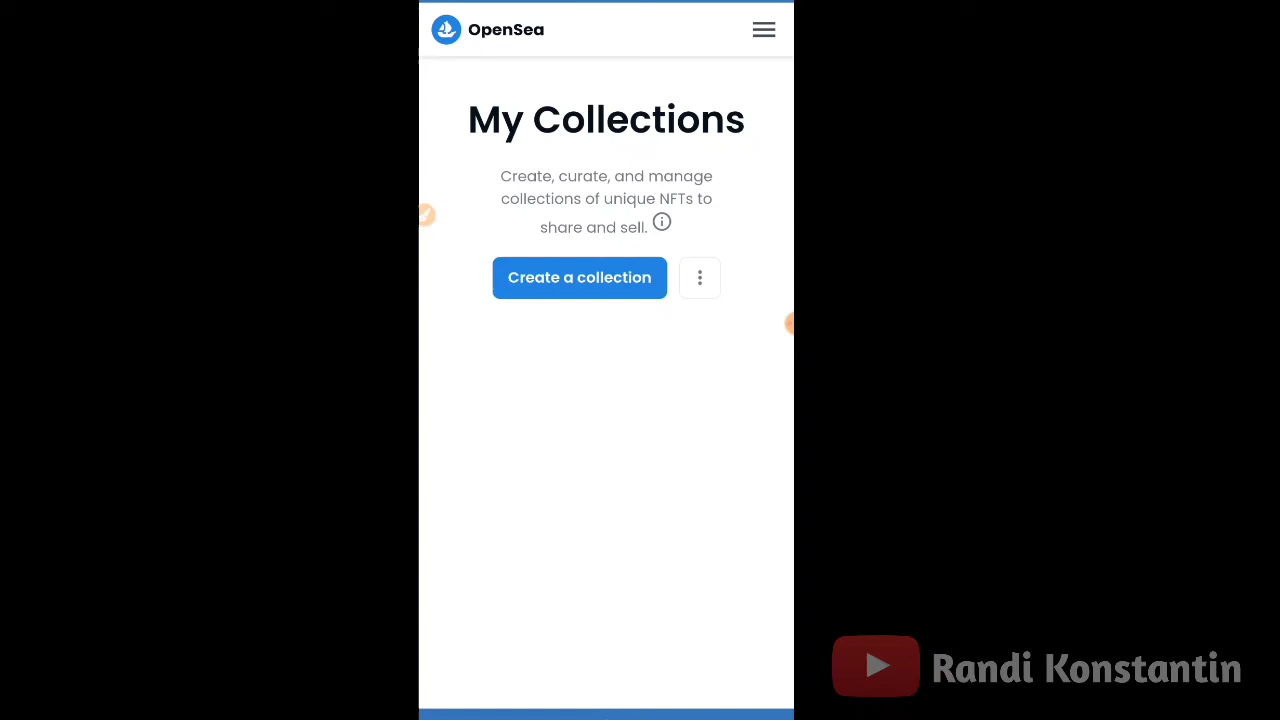 OpenSea
My Collections
Create, curate, and manage
collections of unique NFTs to
share and sell.
Create a collection
Randi Konstantin